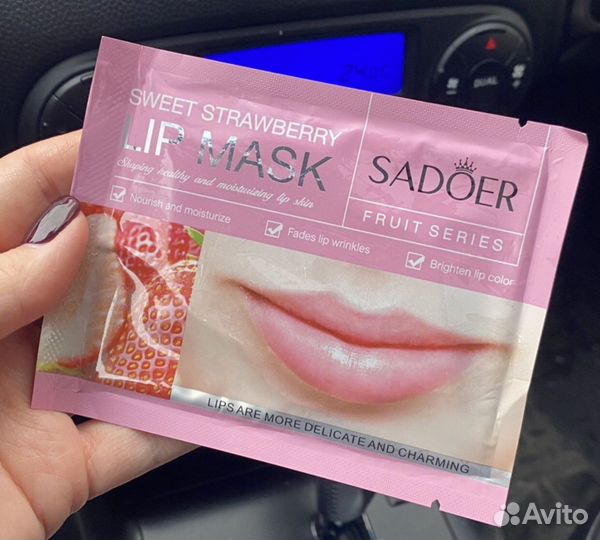 SWEET STRAWBERRY
LIP MASK
Shaping healthy and moisturizing lip skin
Nourish and moisturize
Fades lip wrinkles
Brighten lip color
SADOER
FRUIT SERIES
LIPS ARE MORE DELICATE AND CHARMING
DUAL
Avito